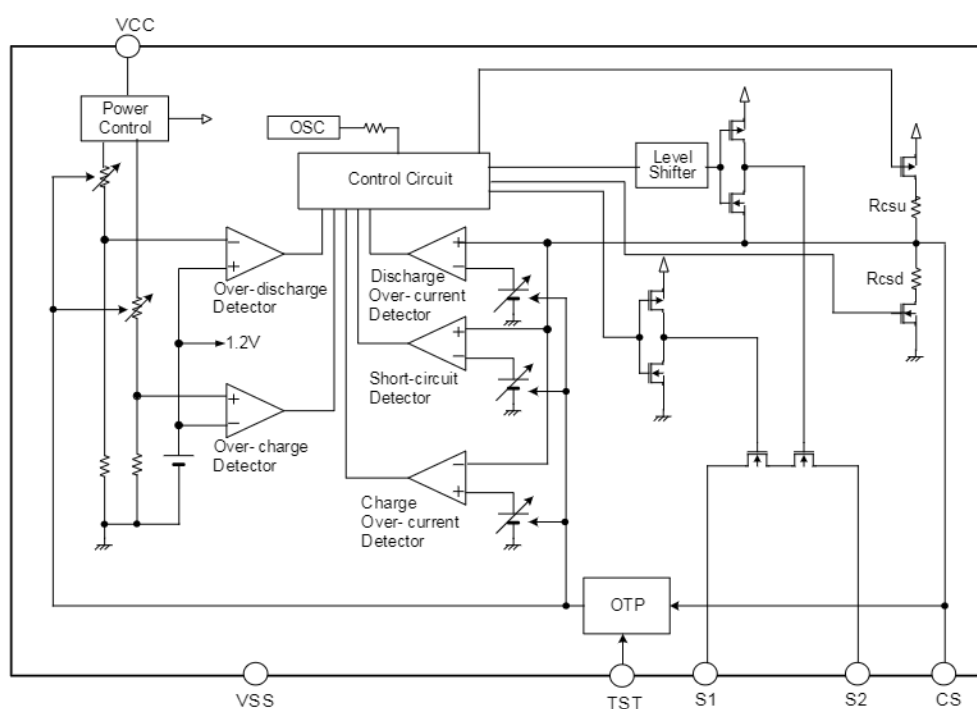 VCC
Power
Control
OSC
Control Circuit
Level
Shifter
Rcsu
Rcsd
−
+
Over-discharge
Detector
+
−
Discharge
Over- current
Detector
1.2V
+
−
Short-circuit
Detector
+
−
Over- charge
Detector
−
+
Charge
Over- current
Detector
OTP
VSS
TST
S1
S2
CS